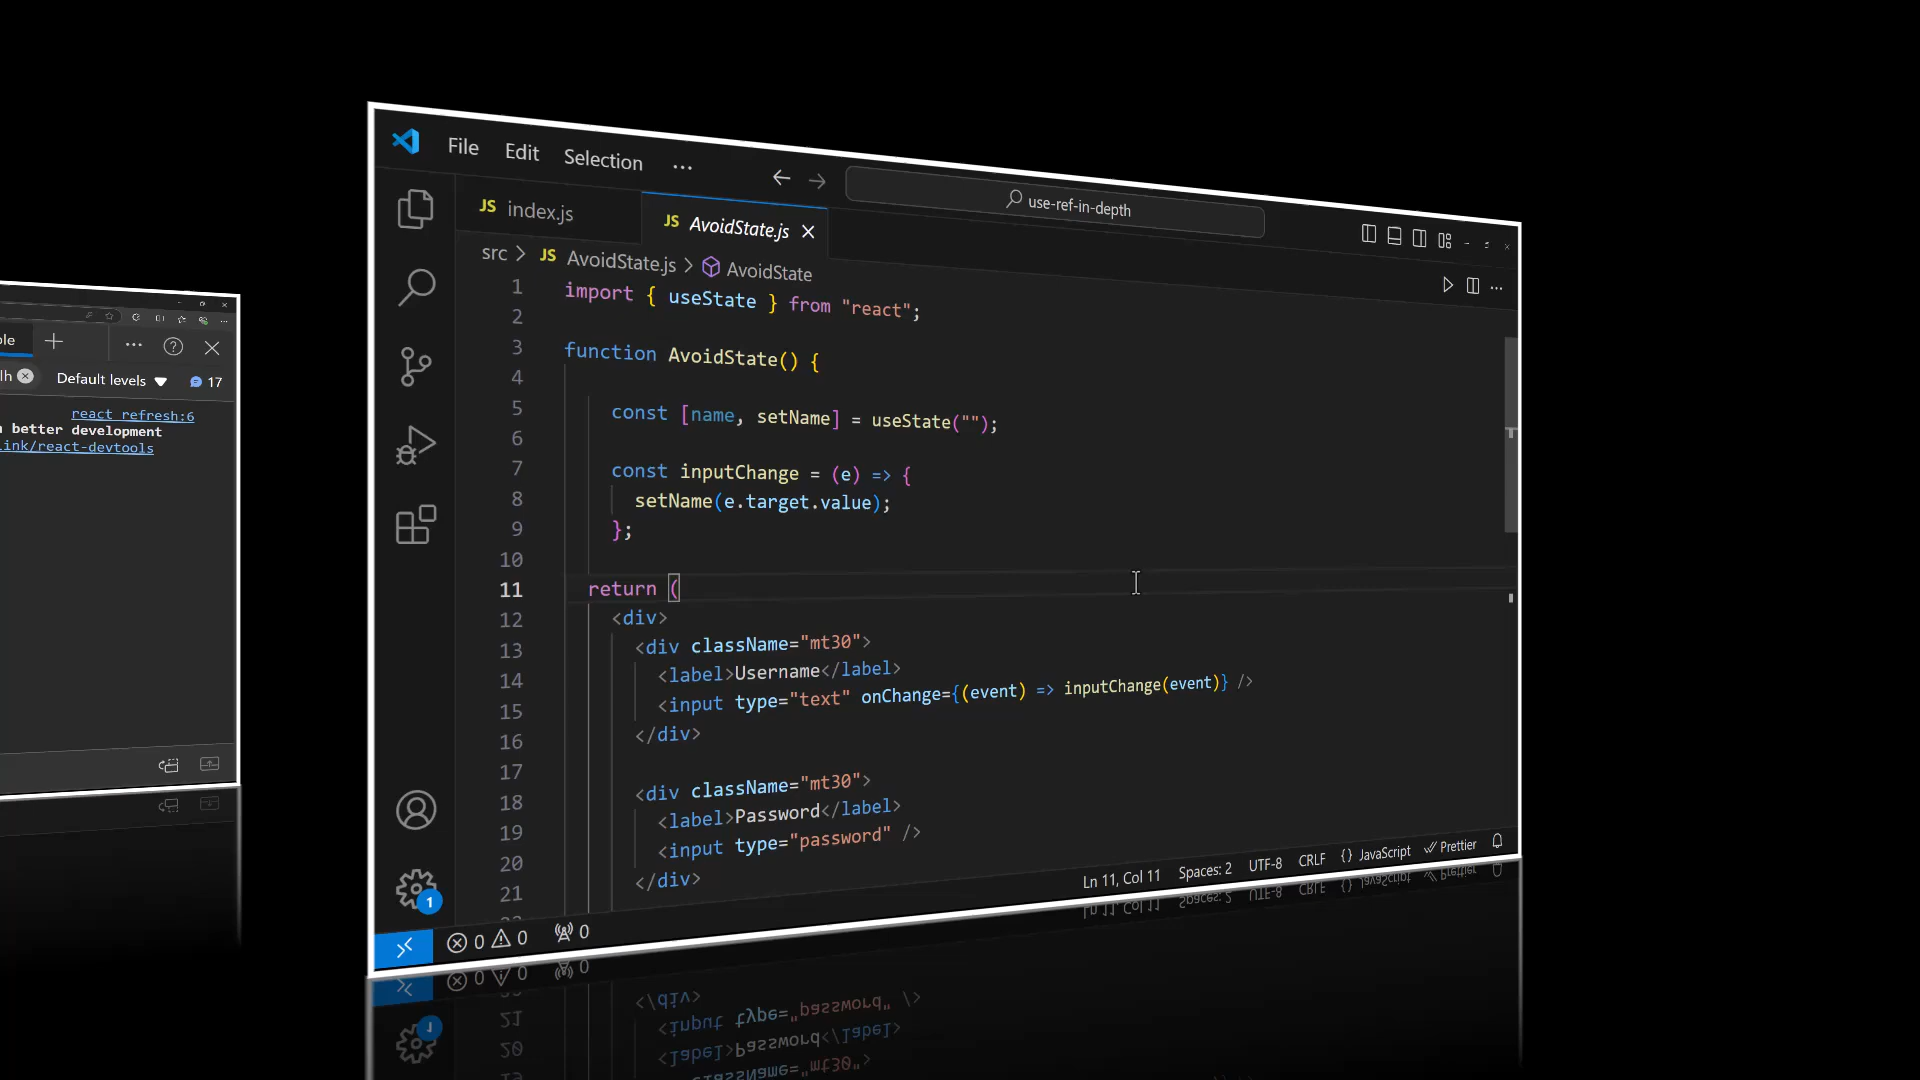 File Edit Selection ...
use-ref-in-depth
JS index.js
JS AvoidState.js
src > JS AvoidState.js > AvoidState
1 import { useState } from "react";
2
3 function AvoidState() {
4
5 const [name, setName] = useState("");
6
7 const inputChange = (e) => {
8 setName(e.target.value);
9 };
10
11 return (
12 <div>
13 <div className="mt30">
14 <label>Username</label>
15 <input type="text" onChange={(event) => inputChange(event)} />
16 </div>
17
18 <div className="mt30">
19 <label>Password</label>
20 <input type="password" />
21 </div>
1
0 0 0
Ln 11, Col 11 Spaces: 2 UTF-8 CRLF {} JavaScript Prettier
Default levels 17
react refresh:6
better development
link/react-devtools